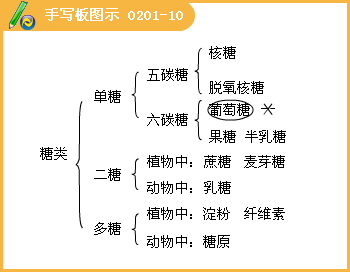 手写板图示 0201-10
核糖
五碳糖
脱氧核糖
单糖
葡萄糖
六碳糖
果糖 半乳糖
糖类
植物中：蔗糖 麦芽糖
二糖
动物中：乳糖
植物中：淀粉 纤维素
多糖
动物中：糖原